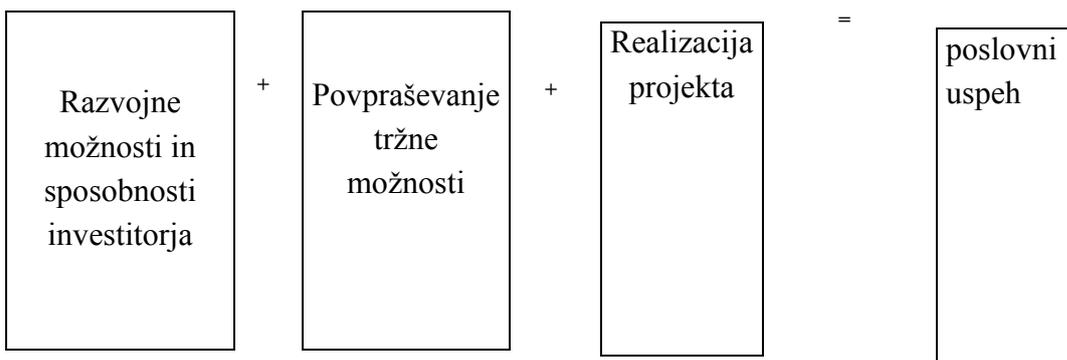 Razvojne
možnosti in
sposobnosti
investitorja
+
Povpraševanje
tržne
možnosti
+
Realizacija
projekta
=
poslovni
uspeh